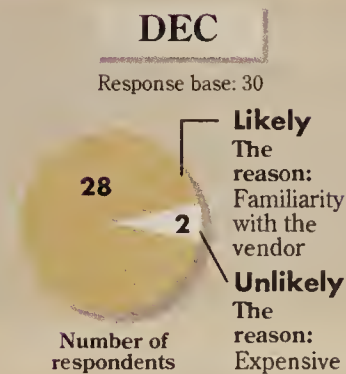 DEC
Response base: 30
28
2
Likely
The
reason:
Familiarity
with the
vendor
Unlikely
The
reason:
Expensive
Number of
respondents